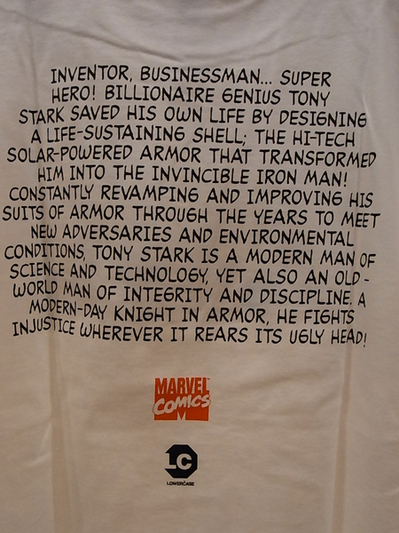 INVENTOR, BUSINESSMAN... SUPER
HERO! BILLIONAIRE GENIUS TONY
STARK SAVED HIS OWN LIFE BY DESIGNING
A LIFE-SUSTAINING SHELL; THE HI-TECH
SOLAR-POWERED ARMOR THAT TRANSFORMED
HIM INTO THE INVINCIBLE IRON MAN!
CONSTANTLY REVAMPING AND IMPROVING HIS
SUITS OF ARMOR THROUGH THE YEARS TO MEET
NEW ADVERSARIES AND ENVIRONMENTAL
CONDITIONS, TONY STARK IS A MODERN MAN OF
SCIENCE AND TECHNOLOGY, YET ALSO AN OLD-
WORLD MAN OF INTEGRITY AND DISCIPLINE. A
MODERN-DAY KNIGHT IN ARMOR, HE FIGHTS
INJUSTICE WHEREVER IT REARS ITS UGLY HEAD!
MARVEL
COMICS
M
LC
LOWERCASE